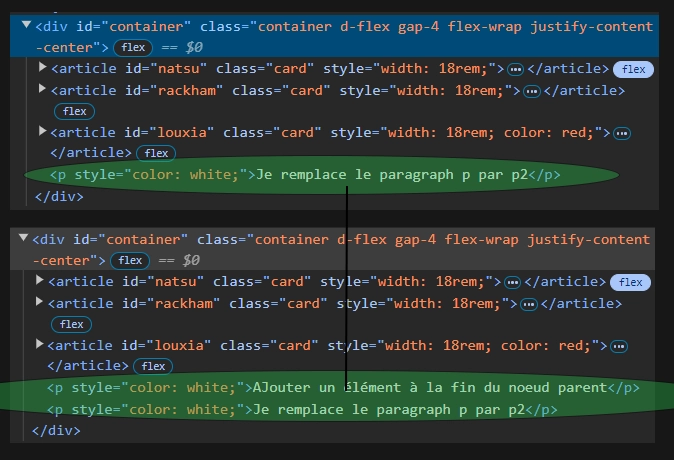 <div id="container" class="container d-flex gap-4 flex-wrap justify-content
-center"> flex == $0
<article id="natsu" class="card" style="width: 18rem;"> … </article> flex
<article id="rackham" class="card" style="width: 18rem;"> … </article>
flex
<article id="louxia" class="card" style="width: 18rem; color: red;"> …
</article> flex
<p style="color: white;">Je remplace le paragraph p par p2</p>
</div>
<div id="container" class="container d-flex gap-4 flex-wrap justify-content
-center"> flex == $0
<article id="natsu" class="card" style="width: 18rem;"> … </article> flex
<article id="rackham" class="card" style="width: 18rem;"> … </article>
flex
<article id="louxia" class="card" style="width: 18rem; color: red;"> …
</article> flex
<p style="color: white;">AJouter un élément à la fin du noeud parent</p>
<p style="color: white;">Je remplace le paragraph p par p2</p>
</div>